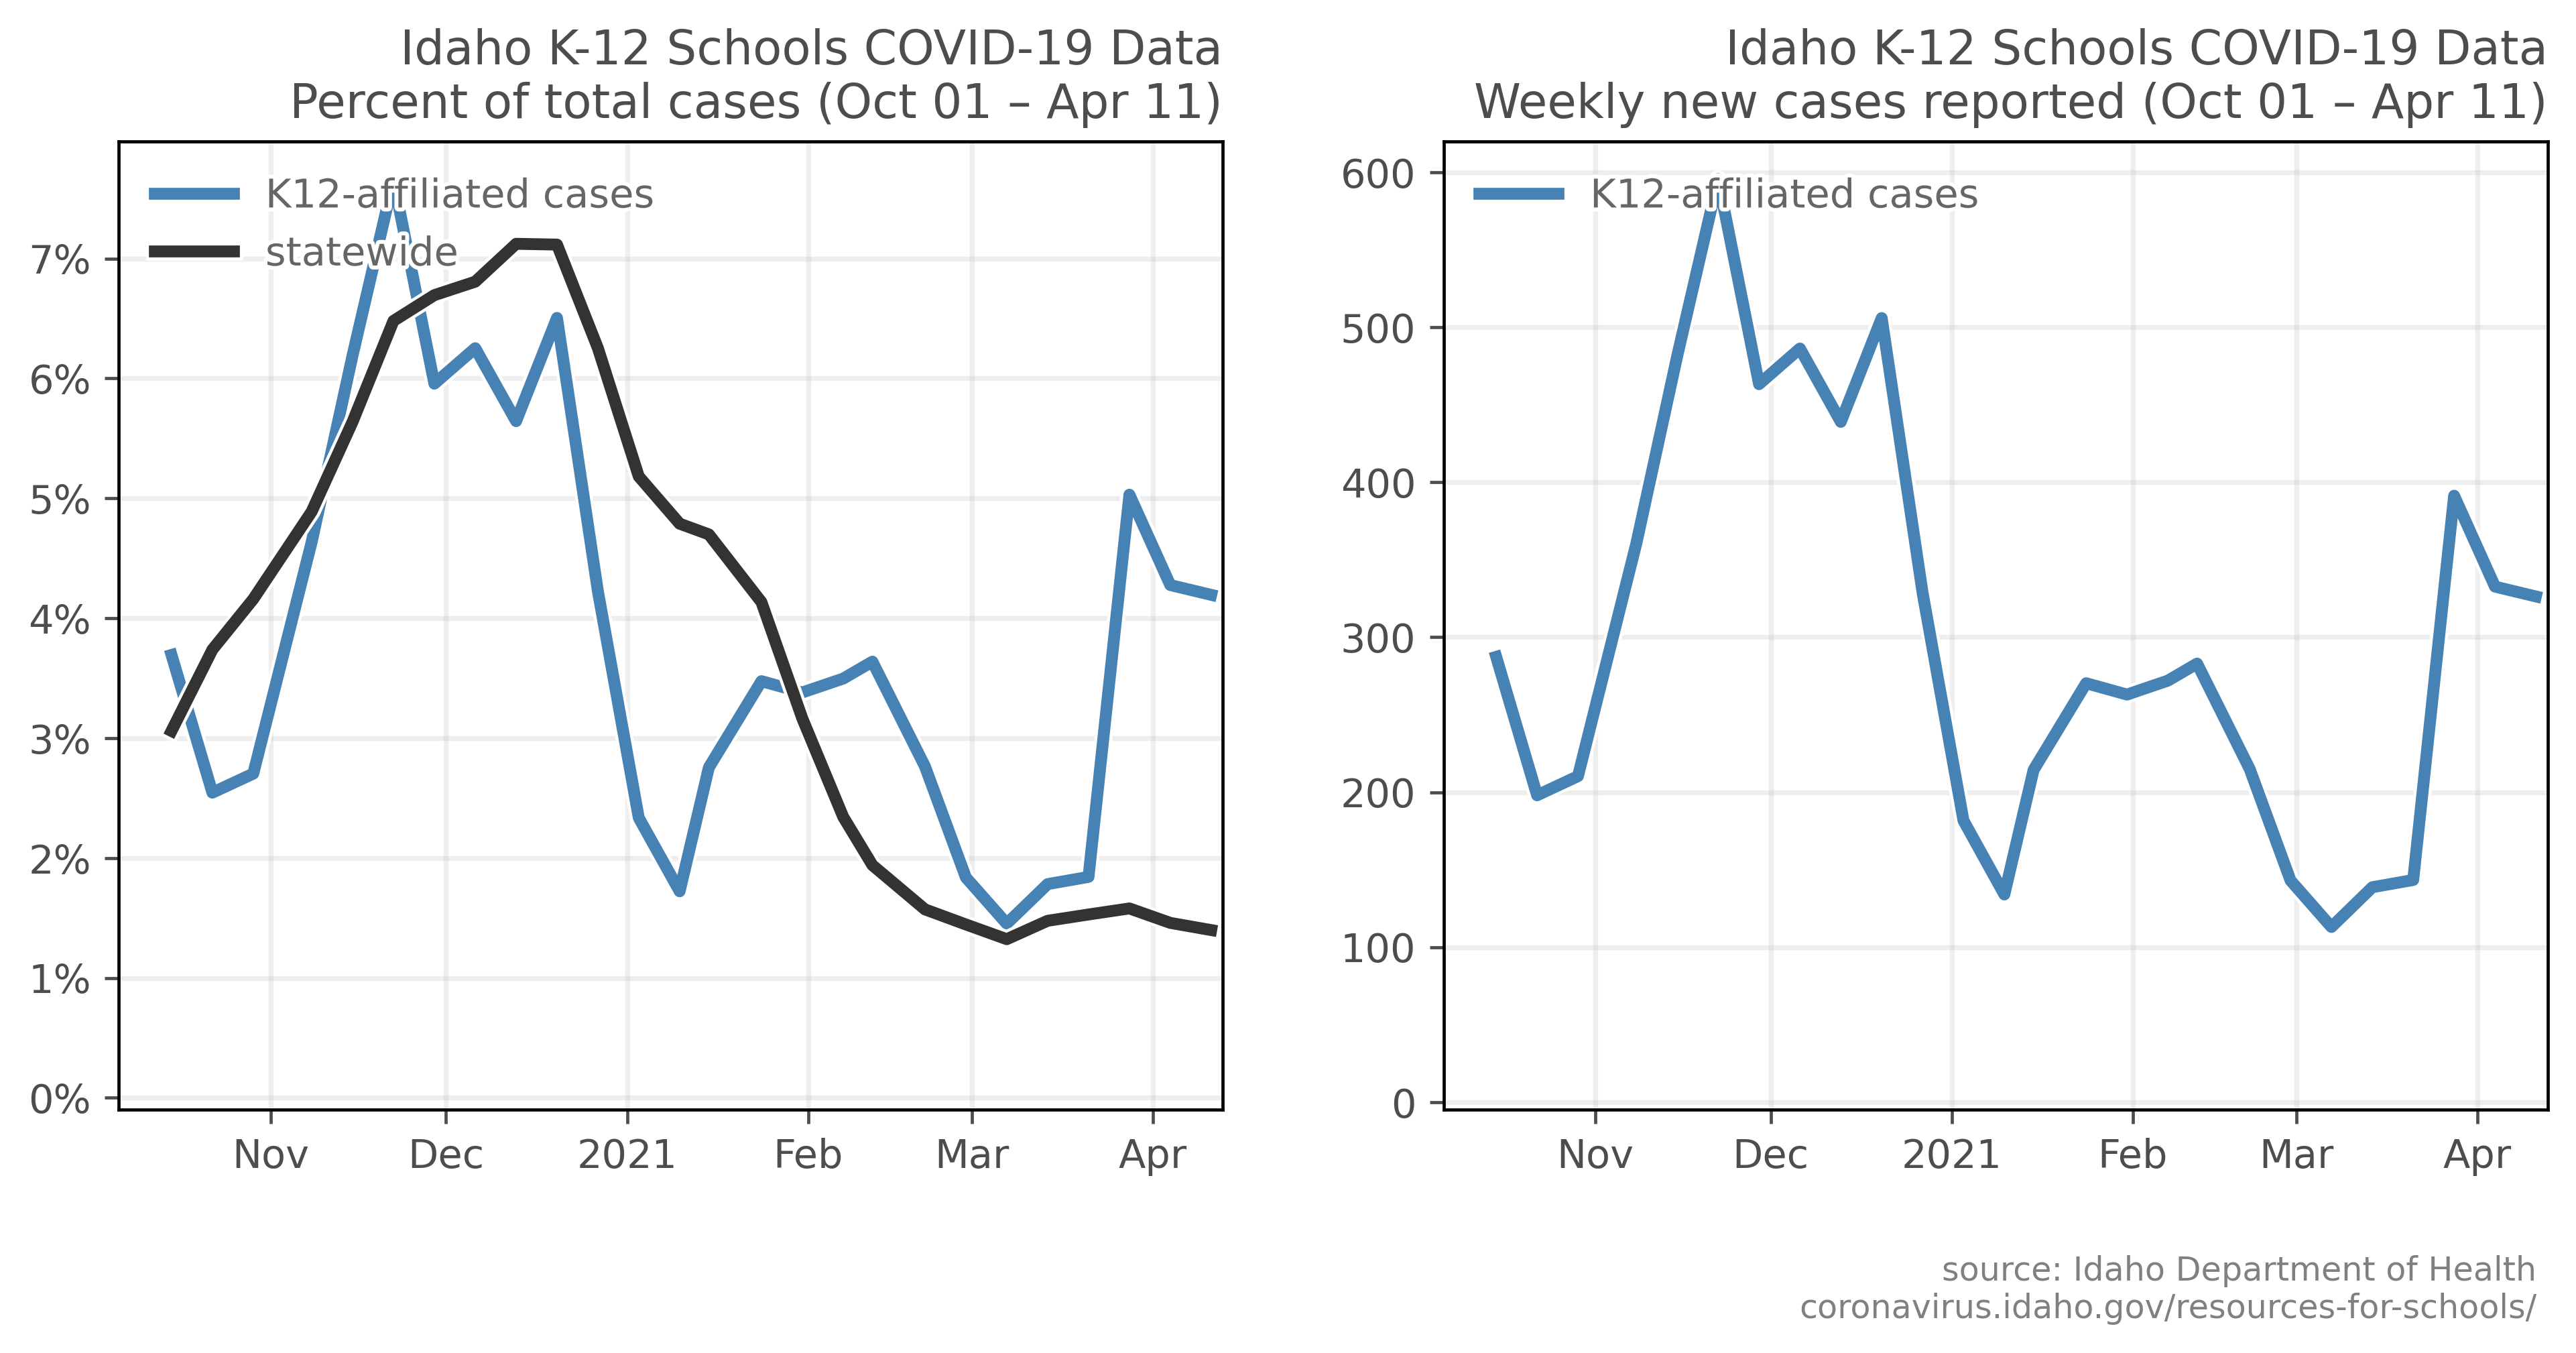 Idaho K-12 Schools COVID-19 Data
Percent of total cases (Oct 01 – Apr 11)
K12-affiliated cases
statewide
7%
6%
5%
4%
3%
2%
1%
0%
Nov
Dec
2021
Feb
Mar
Apr
Idaho K-12 Schools COVID-19 Data
Weekly new cases reported (Oct 01 – Apr 11)
K12-affiliated cases
600
500
400
300
200
100
0
Nov
Dec
2021
Feb
Mar
Apr
source: Idaho Department of Health
coronavirus.idaho.gov/resources-for-schools/